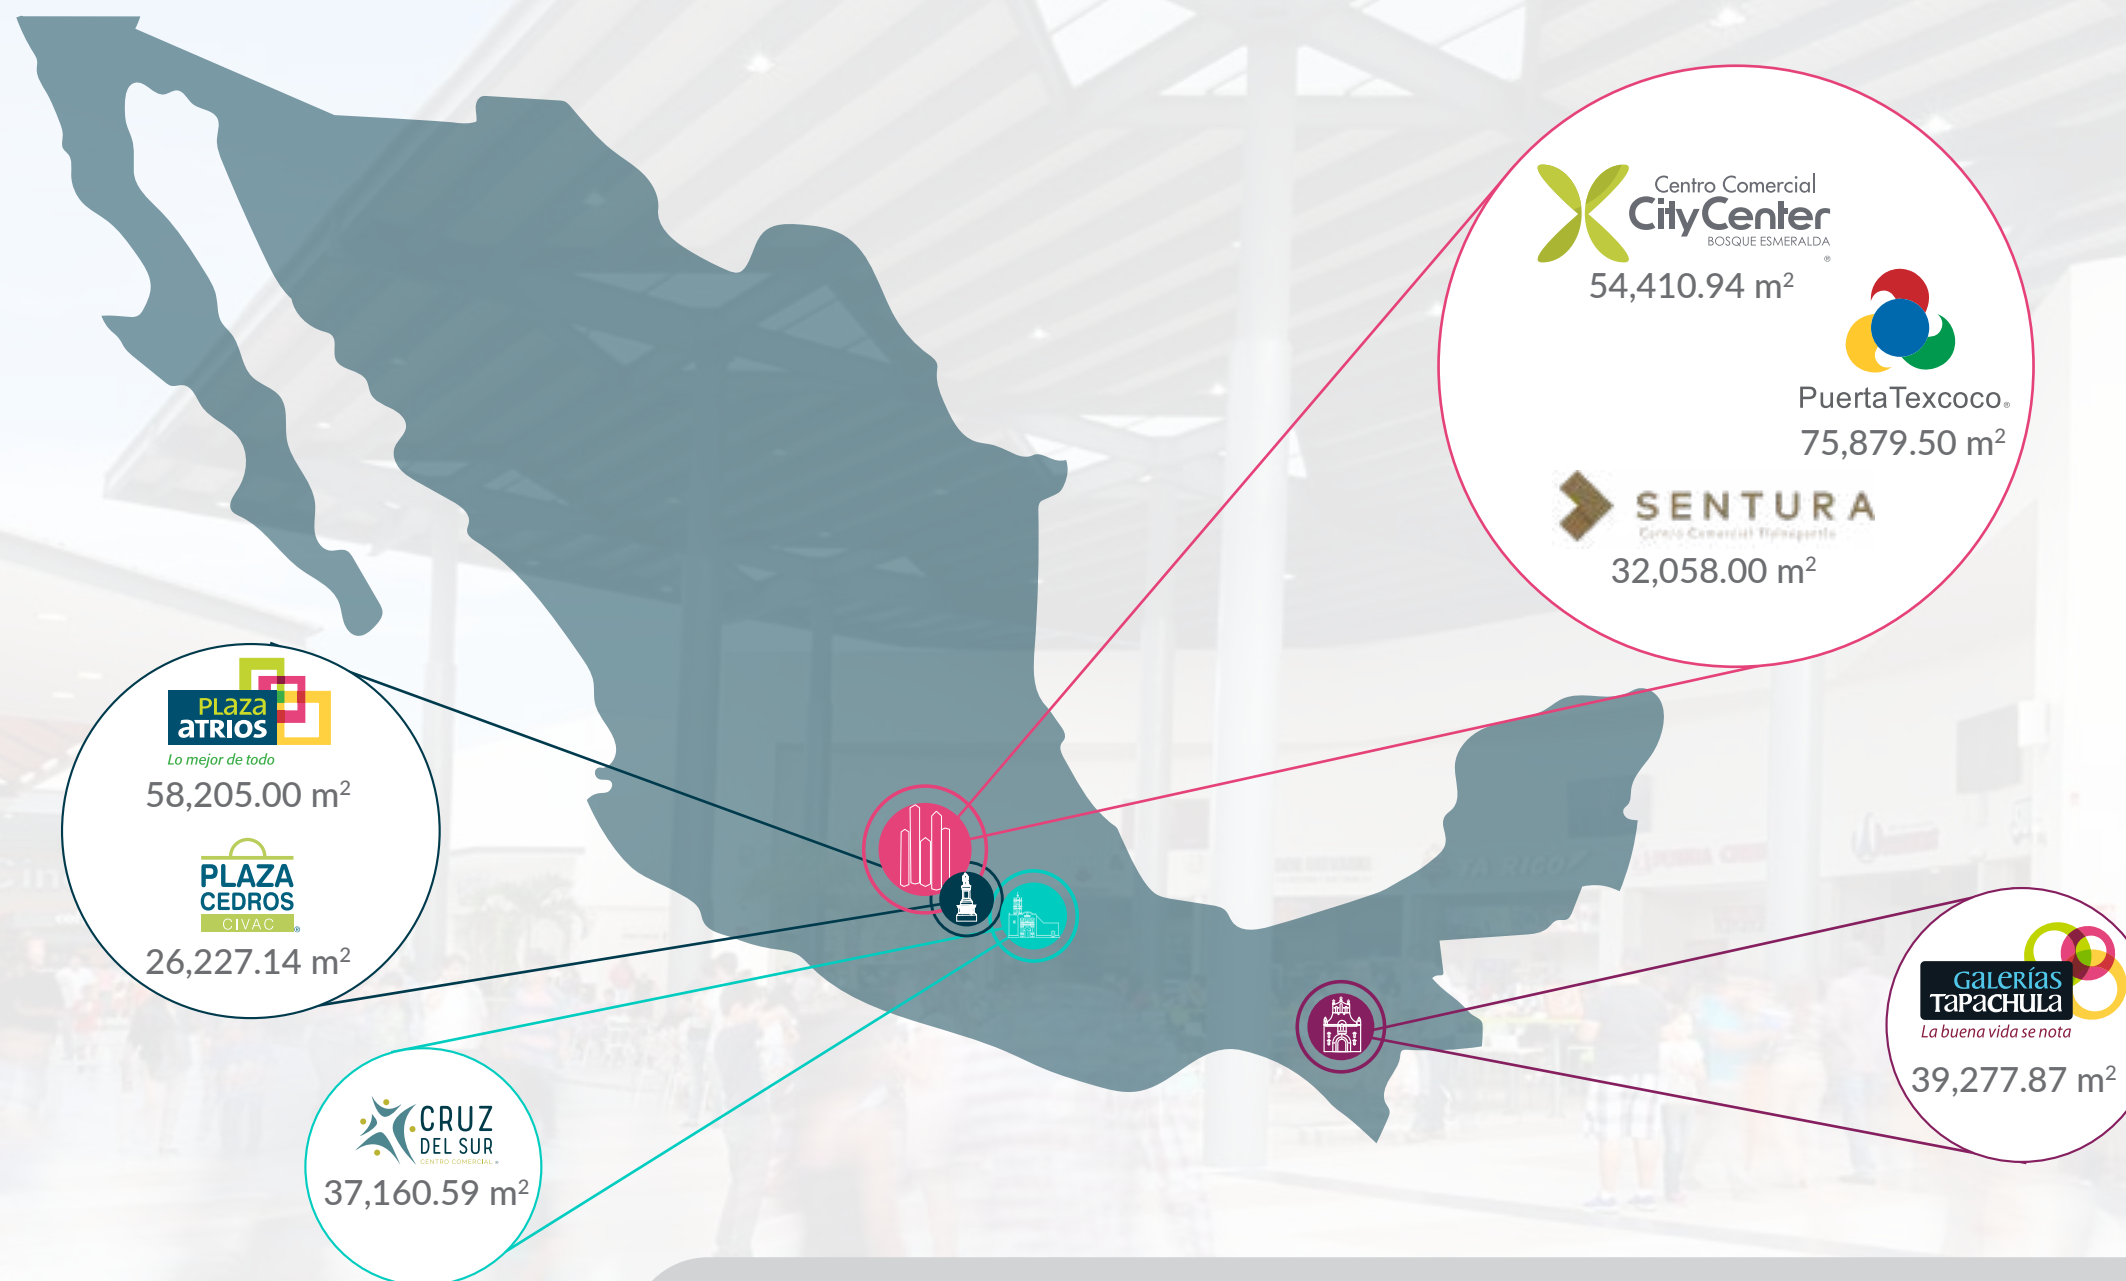 Centro Comercial
CityCenter
BOSQUE ESMERALDA
®
54,410.94 m²
PuertaTexcoco®
75,879.50 m²
SENTURA
32,058.00 m²
PLaza
aTRIOS
Lo mejor de todo
58,205.00 m²
PLAZA
CEDROS
CIVAC ®
26,227.14 m²
CRUZ
DEL SUR
CENTRO COMERCIAL
37,160.59 m²
GaLerías
TaPaCHULa
La buena vida se nota
39,277.87 m²